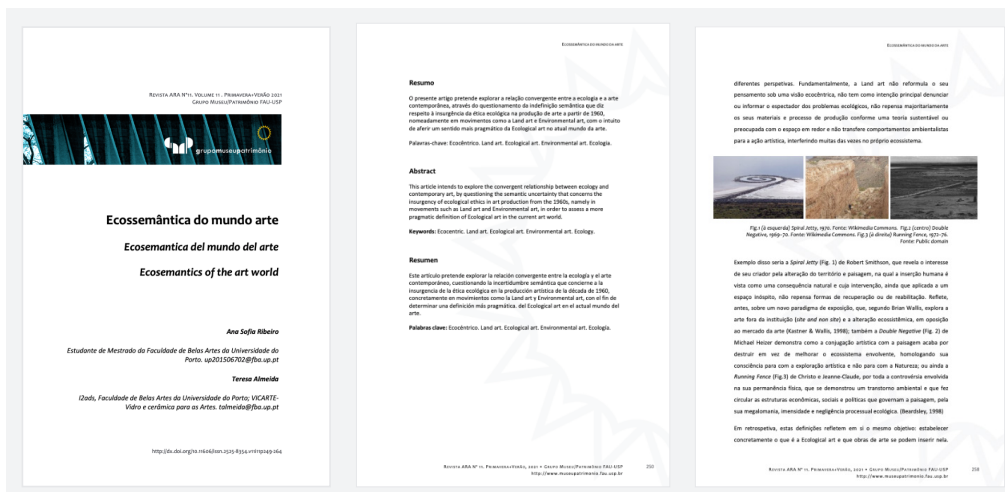 REVISTA ARA Nº11. VOLUME 11. PRIMAVERA+VERÃO 2021
GRUPO MUSEU/PATRIMÔNIO FAU-USP
grupomuseupatrimônio
Ecossemântica do mundo arte
Ecosemantica del mundo del arte
Ecosemantics of the art world
Ana Sofia Ribeiro
Estudante de Mestrado da Faculdade de Belas Artes da Universidade do
Porto. up201506702@fba.up.pt
Teresa Almeida
I2ads, Faculdade de Belas Artes da Universidade do Porto; VICARTE-
Vidro e cerâmica para as Artes. talmeida@fba.up.pt
ECOSSEMÂNTICA DO MUNDO DA ARTE
Resumo
O presente artigo pretende explorar a relação convergente entre a ecologia e a arte
contemporânea, através do questionamento da indefinição semântica que diz
respeito à insurgência da ética ecológica na produção de arte a partir de 1960,
nomeadamente em movimentos como a Land art e Environmental art, com o intuito
de aferir um sentido mais pragmático da Ecological art no atual mundo da arte.
Palavras-chave: Ecocêntrico. Land art. Ecological art. Environmental art. Ecologia.
Abstract
This article intends to explore the convergent relationship between ecology and
contemporary art, by questioning the semantic uncertainty that concerns the
insurgency of ecological ethics in art production from the 1960s, namely in
movements such as Land art and Environmental art, in order to assess a more
pragmatic definition of Ecological art in the current art world.
Keywords: Ecocentric. Land art. Ecological art. Environmental art. Ecology.
Resumen
Este artículo pretende explorar la relación convergente entre la ecología y el arte
contemporáneo, cuestionando la incertidumbre semántica que concierne a la
insurgencia de la ética ecológica en la producción artística de la década de 1960,
concretamente en movimientos como la Land art y Environmental art, con el fin de
determinar una definición más pragmática. del Ecological art en el actual mundo del
arte.
Palabras clave: Ecocêntrico. Land art. Ecological art. Environmental art. Ecología.
REVISTA ARA Nº 11. PRIMAVERA+VERÃO, 2021 • GRUPO MUSEU/PATRIMÔNIO FAU-USP 250
http://www.museupatrimonio.fau.usp.br
ECOSSEMÂNTICA DO MUNDO DA ARTE
diferentes perspetivas. Fundamentalmente, a Land art não reformula o seu
pensamento sob uma visão ecocêntrica, não tem como intenção principal denunciar
ou informar o espectador dos problemas ecológicos, não repensa majoritariamente
os seus materiais e processo de produção conforme uma teoria sustentável ou
preocupada com o espaço em redor e não transfere comportamentos ambientalistas
para a ação artística, interferindo muitas das vezes no próprio ecossistema.
Fig.1 (à esquerda) Spiral Jetty, 1970. Fonte: Wikimedia Commons. Fig.2 (centro) Double
Negative, 1969-70. Fonte: Wikimedia Commons. Fig.3 (à direita) Running Fence, 1972-76.
Fonte: Public domain
Exemplo disso seria a Spiral Jetty (Fig. 1) de Robert Smithson, que revela o interesse
de seu criador pela alteração do território e paisagem, na qual a inserção humana é
vista como uma consequência natural e cuja intervenção, ainda que aplicada a um
espaço inóspito, não repensa formas de recuperação ou de reabilitação. Reflete,
antes, sobre um novo paradigma de exposição, que, segundo Brian Wallis, explora a
arte fora da instituição (site and non site) e a alteração ecossistémica, em oposição
ao mercado da arte (Kastner & Wallis, 1998); também a Double Negative (Fig. 2) de
Michael Heizer demonstra como a conjugação artística com a paisagem acaba por
destruir em vez de melhorar o ecossistema envolvente, homologando sua
consciência para com a exploração artística e não para com a Natureza; ou ainda a
Running Fence (Fig.3) de Christo e Jeanne-Claude, por toda a controvérsia envolvida
na sua permanência física, que se demonstrou um transtorno ambiental e que fez
circular as estruturas económicas, sociais e políticas que governam a paisagem, pela
sua megalomania, imensidade e negligência processual ecológica. (Beardsley, 1998)
Em retrospetiva, estas definições refletem em si o mesmo objetivo: estabelecer
concretamente o que é a Ecological art e que obras de arte se podem inserir nela.
REVISTA ARA Nº 11. PRIMAVERA+VERÃO, 2021 • GRUPO MUSEU/PATRIMÔNIO FAU-USP 258
http://www.museupatrimonio.fau.usp.br